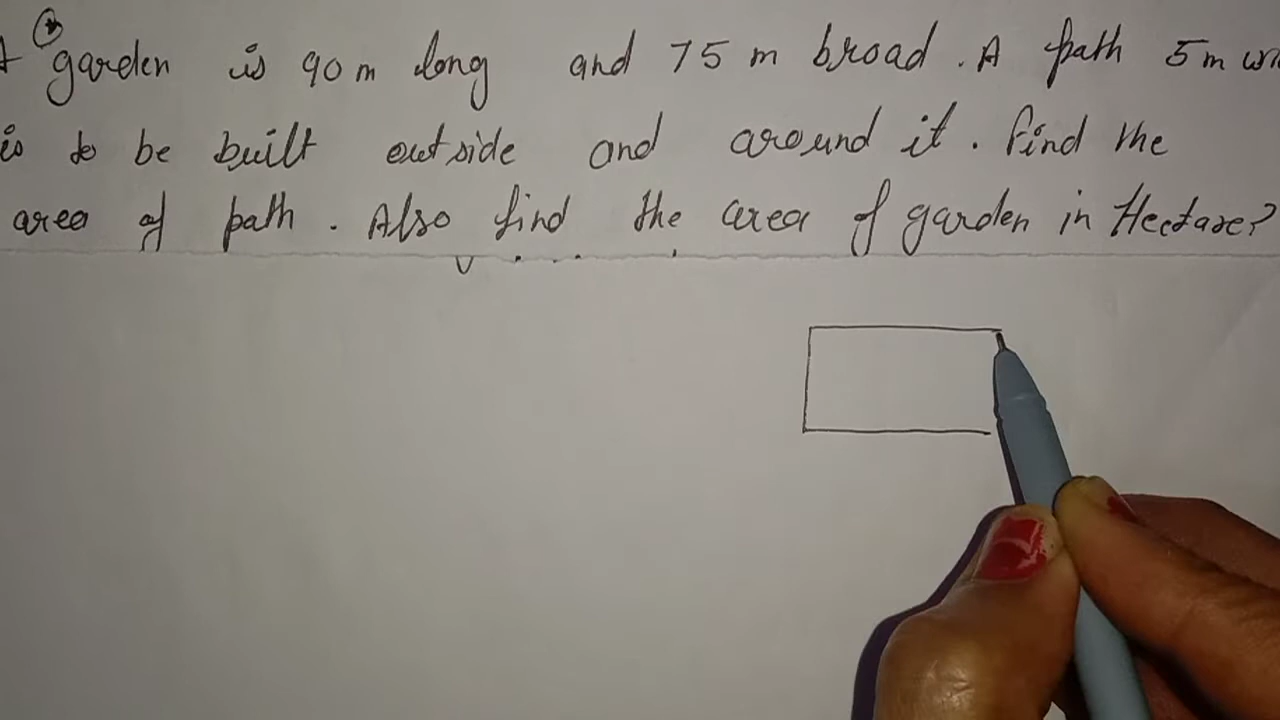 A garden is 90 m long and 75 m broad. A path 5 m
is to be built outside and around it. Find the
area of path. Also find the area of garden in Hectare?